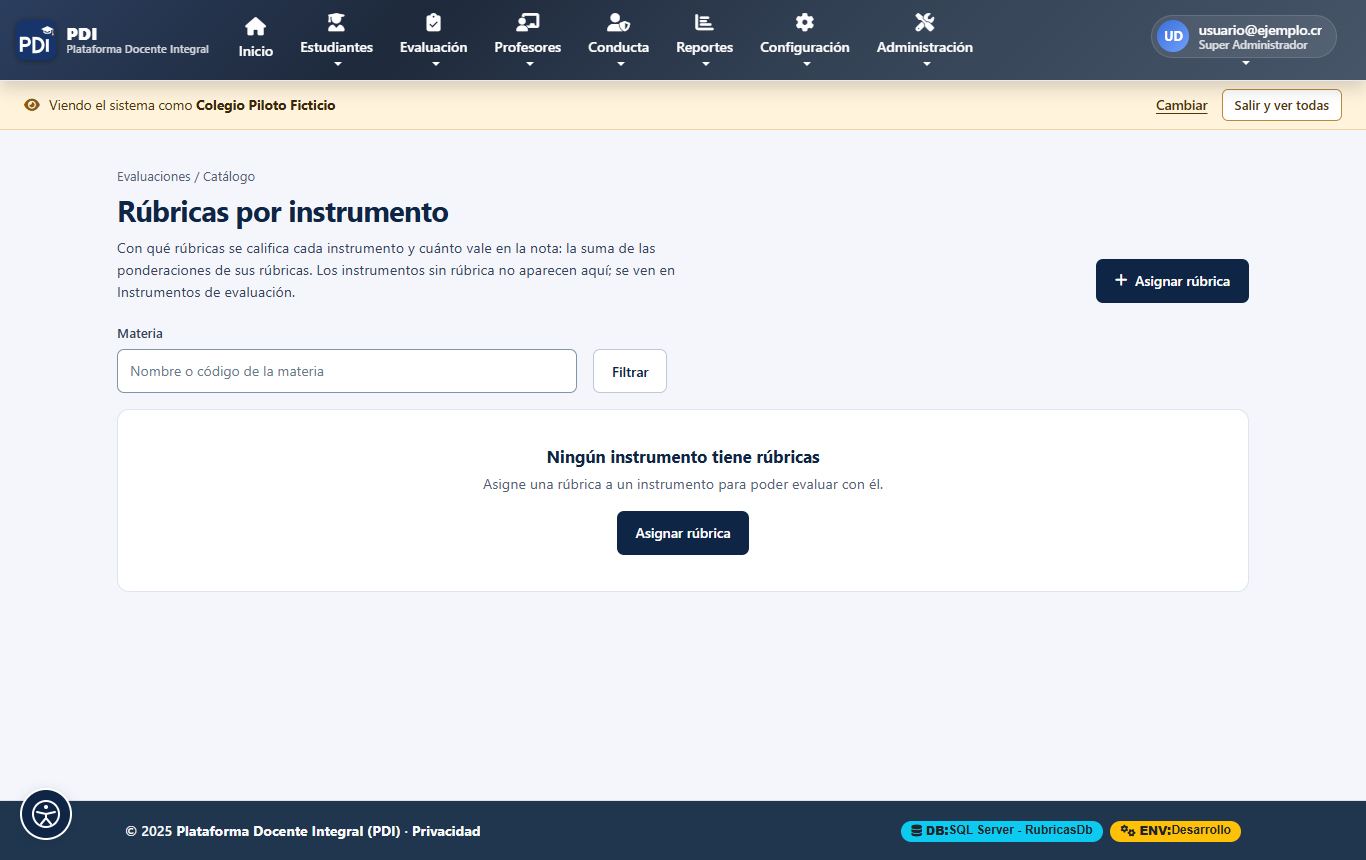 PDI
PDI
Plataforma Docente Integral
Inicio
Estudiantes
Evaluación
Profesores
Conducta
Reportes
Configuración
Administración
UD
usuario@ejemplo.cr
Super Administrador
Viendo el sistema como Colegio Piloto Ficticio
Cambiar
Salir y ver todas
Evaluaciones / Catálogo
Rúbricas por instrumento
Con qué rúbricas se califica cada instrumento y cuánto vale en la nota: la suma de las
ponderaciones de sus rúbricas. Los instrumentos sin rúbrica no aparecen aquí; se ven en
Instrumentos de evaluación.
+ Asignar rúbrica
Materia
Nombre o código de la materia
Filtrar
Ningún instrumento tiene rúbricas
Asigne una rúbrica a un instrumento para poder evaluar con él.
Asignar rúbrica
© 2025 Plataforma Docente Integral (PDI) · Privacidad
DB:SQL Server - RubricasDb
ENV:Desarrollo